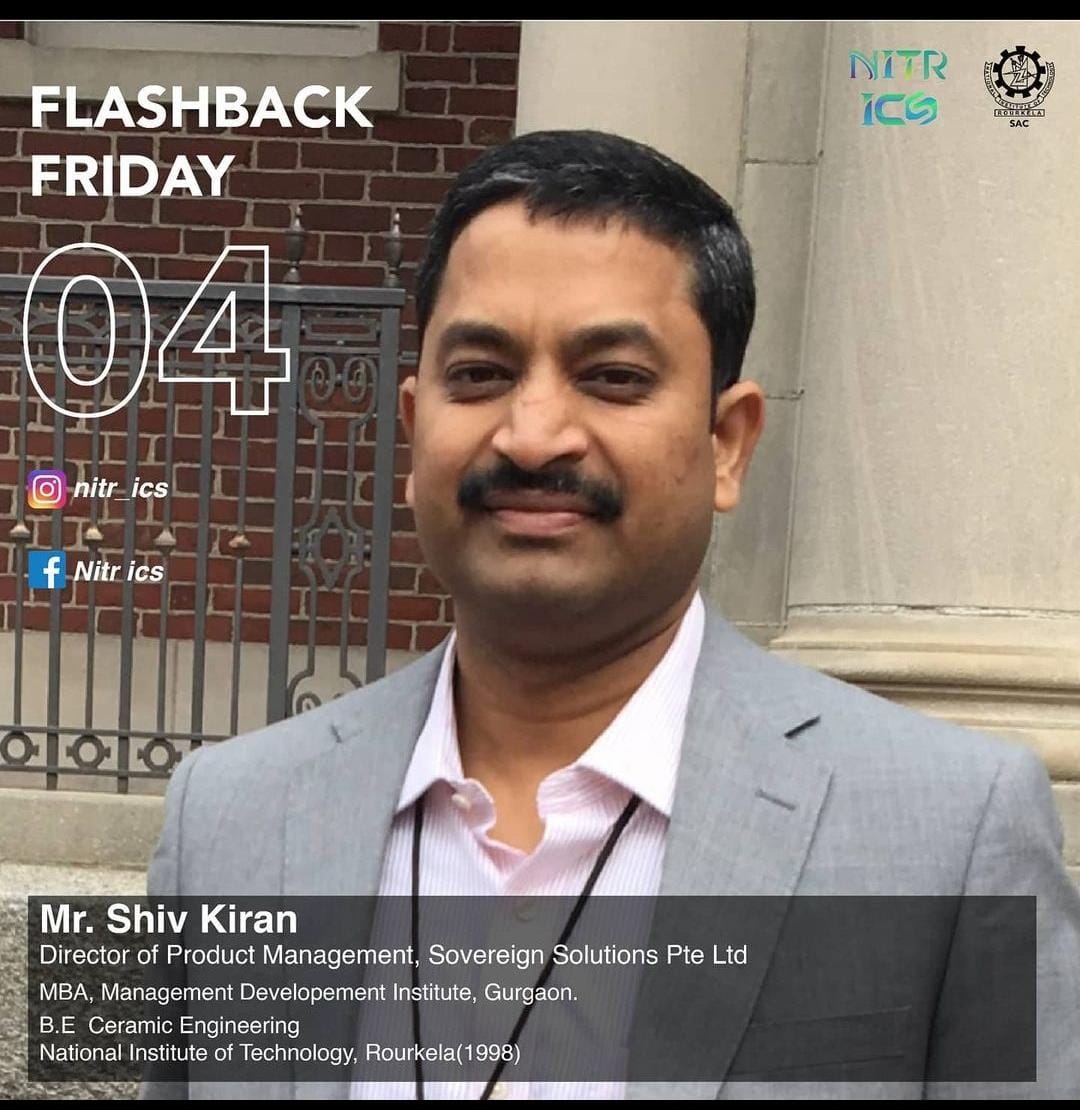 FLASHBACK
FRIDAY
04
nitr_ics
Nitr ics
NITR
ICS
ROURKELA
SAC
Mr. Shiv Kiran
Director of Product Management, Sovereign Solutions Pte Ltd
MBA, Management Developement Institute, Gurgaon.
B.E Ceramic Engineering
National Institute of Technology, Rourkela(1998)